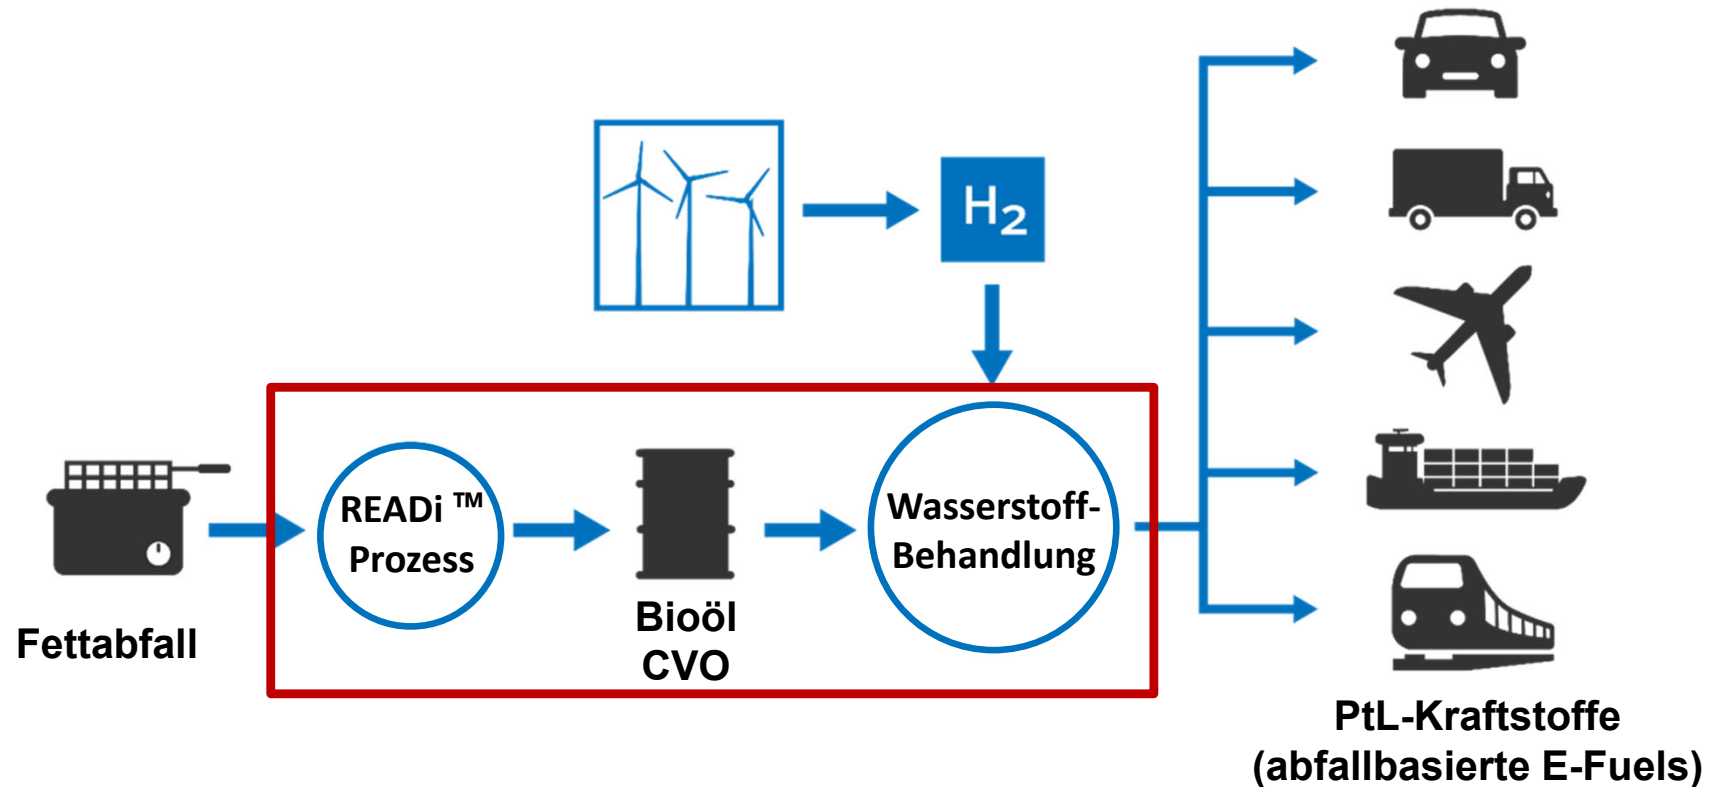 H₂
READi ™
Prozess
Wasserstoff-
Behandlung
Bioöl
CVO
Fettabfall
PtL-Kraftstoffe
(abfallbasierte E-Fuels)